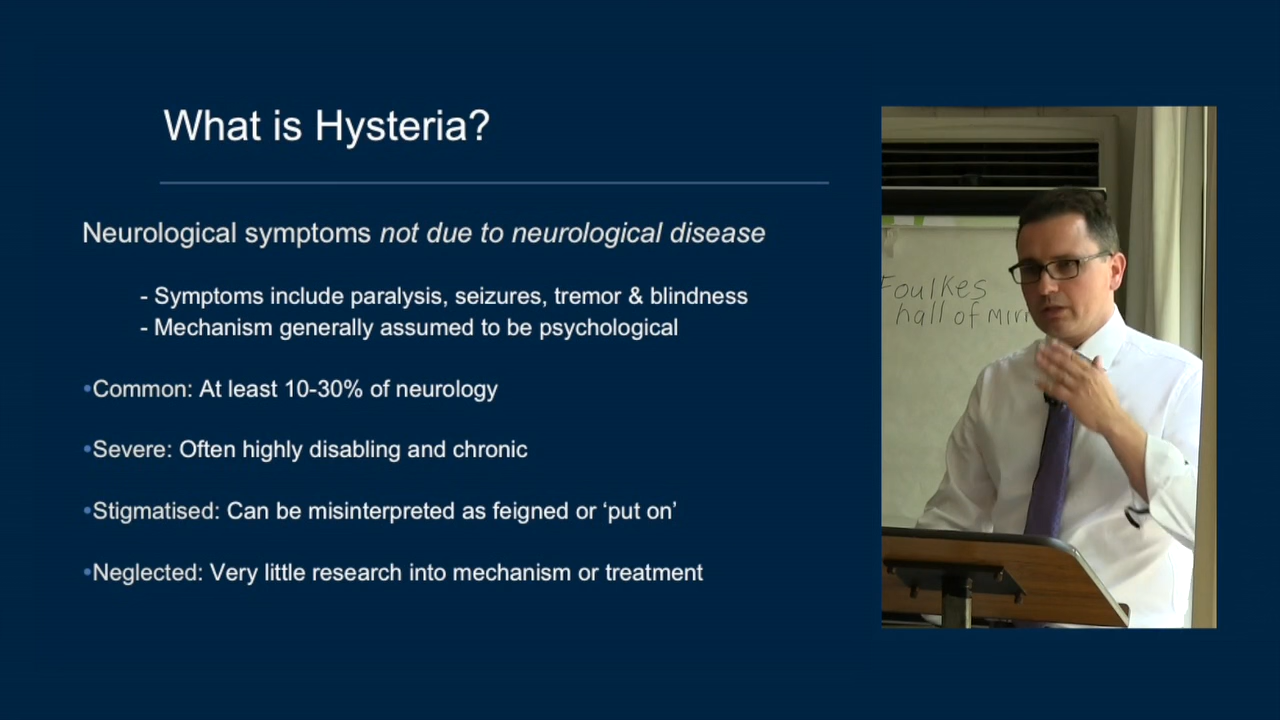 What is Hysteria?
Neurological symptoms not due to neurological disease
- Symptoms include paralysis, seizures, tremor & blindness
- Mechanism generally assumed to be psychological
•Common: At least 10-30% of neurology
•Severe: Often highly disabling and chronic
•Stigmatised: Can be misinterpreted as feigned or ‘put on’
•Neglected: Very little research into mechanism or treatment
Foulkes
hall of mirr